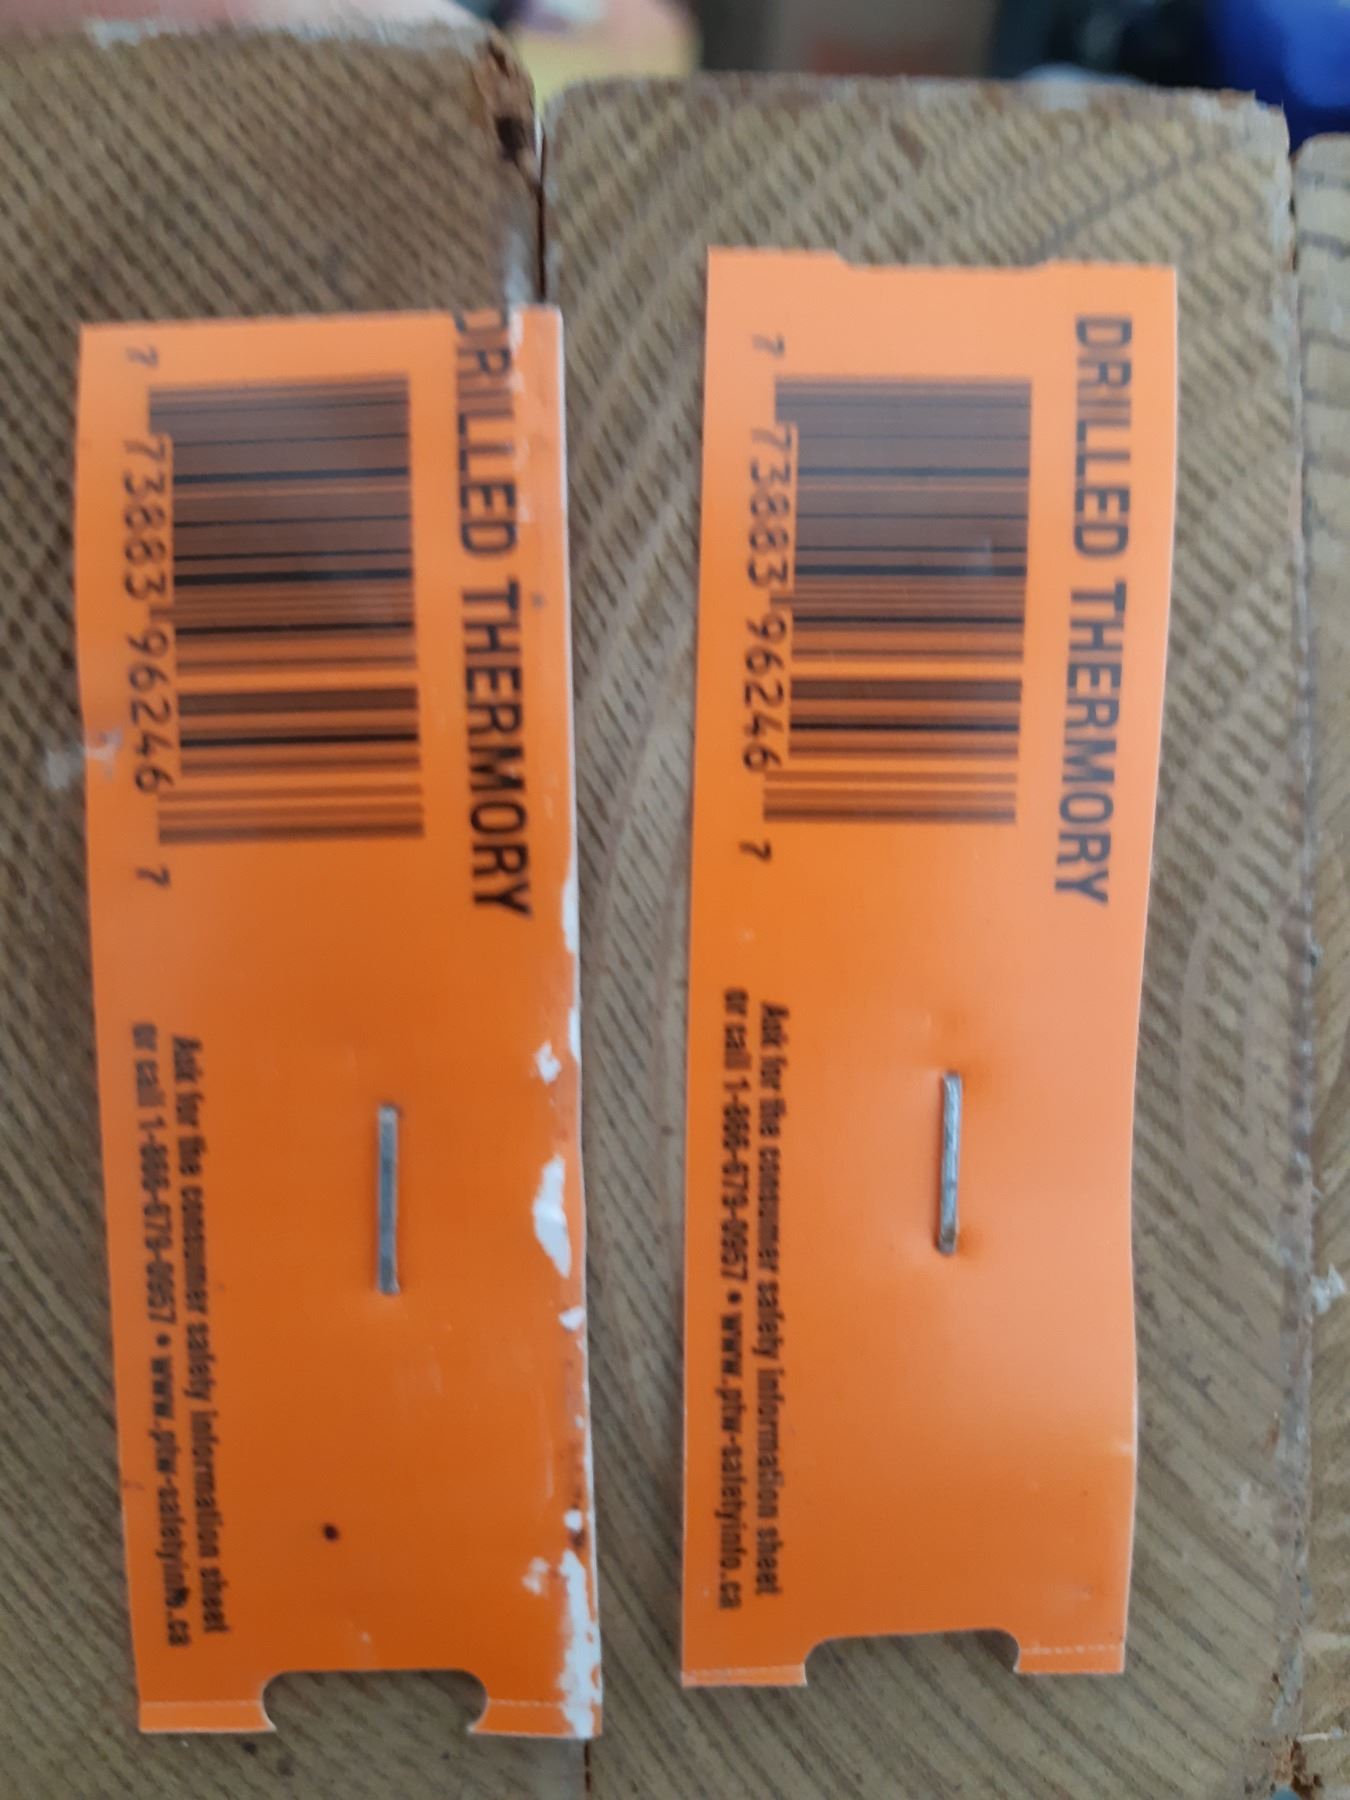 DRILLED THERMORY
7 73883 96246 7
Ask for the consumer safety information sheet
or call 1-866-679-0957 • www.ptw-safetyinfo.ca
DRILLED THERMORY
7 73883 96246 7
Ask for the consumer safety information sheet
or call 1-866-679-0957 • www.ptw-safetyinfo.ca